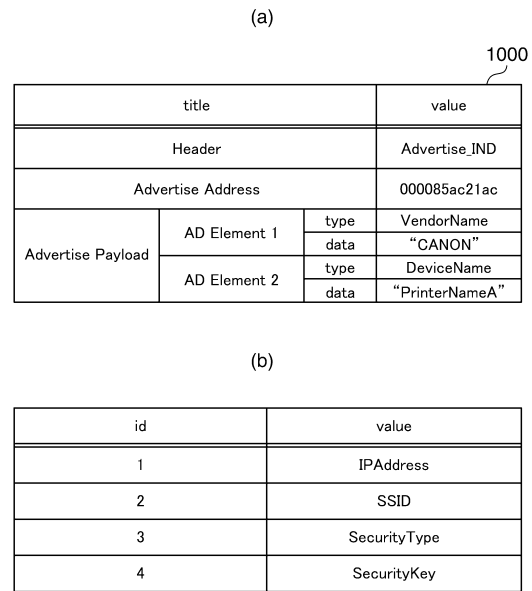 (a)
1000
title value
Header Advertise_IND
Advertise Address 000085ac21ac
Advertise Payload AD Element 1 type VendorName
data “CANON”
AD Element 2 type DeviceName
data “PrinterNameA”
(b)
id value
1 IPAddress
2 SSID
3 SecurityType
4 SecurityKey